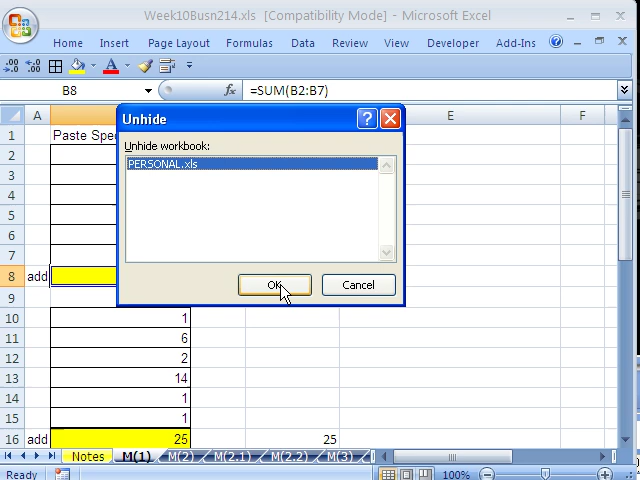 Week10Busn214.xls [Compatibility Mode] - Microsoft Excel
Home Insert Page Layout Formulas Data Review View Developer Add-Ins
B8 fx =SUM(B2:B7)
A E F
1 Paste Spe
2
3
4
5
6
7
8 add
9
10 1
11 6
12 2
13 14
14 1
15 1
16 add 25 25
Unhide
Unhide workbook:
PERSONAL.xls
OK Cancel
Notes M(1) M(2) M(2.1) M(2.2) M(3)
Ready 100%